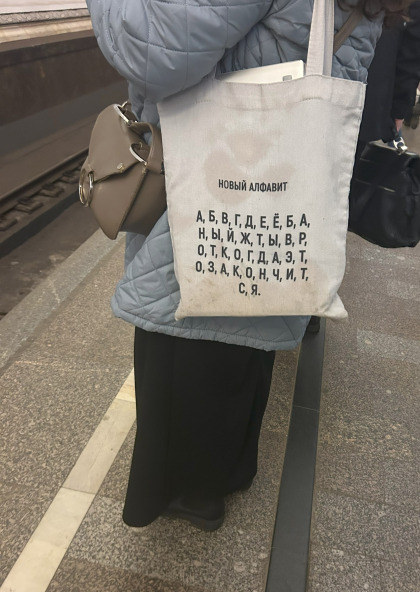 НОВЫЙ АЛФАВИТ
А, Б, В, Г, Д, Е, Ё, Б, А,
Н, Ы, Й, Ж, Т, Ы, В, Р,
О, Т, К, О, Г, Д, А, Э, Т,
О, З, А, К, О, Н, Ч, И, Т,
С, Я.